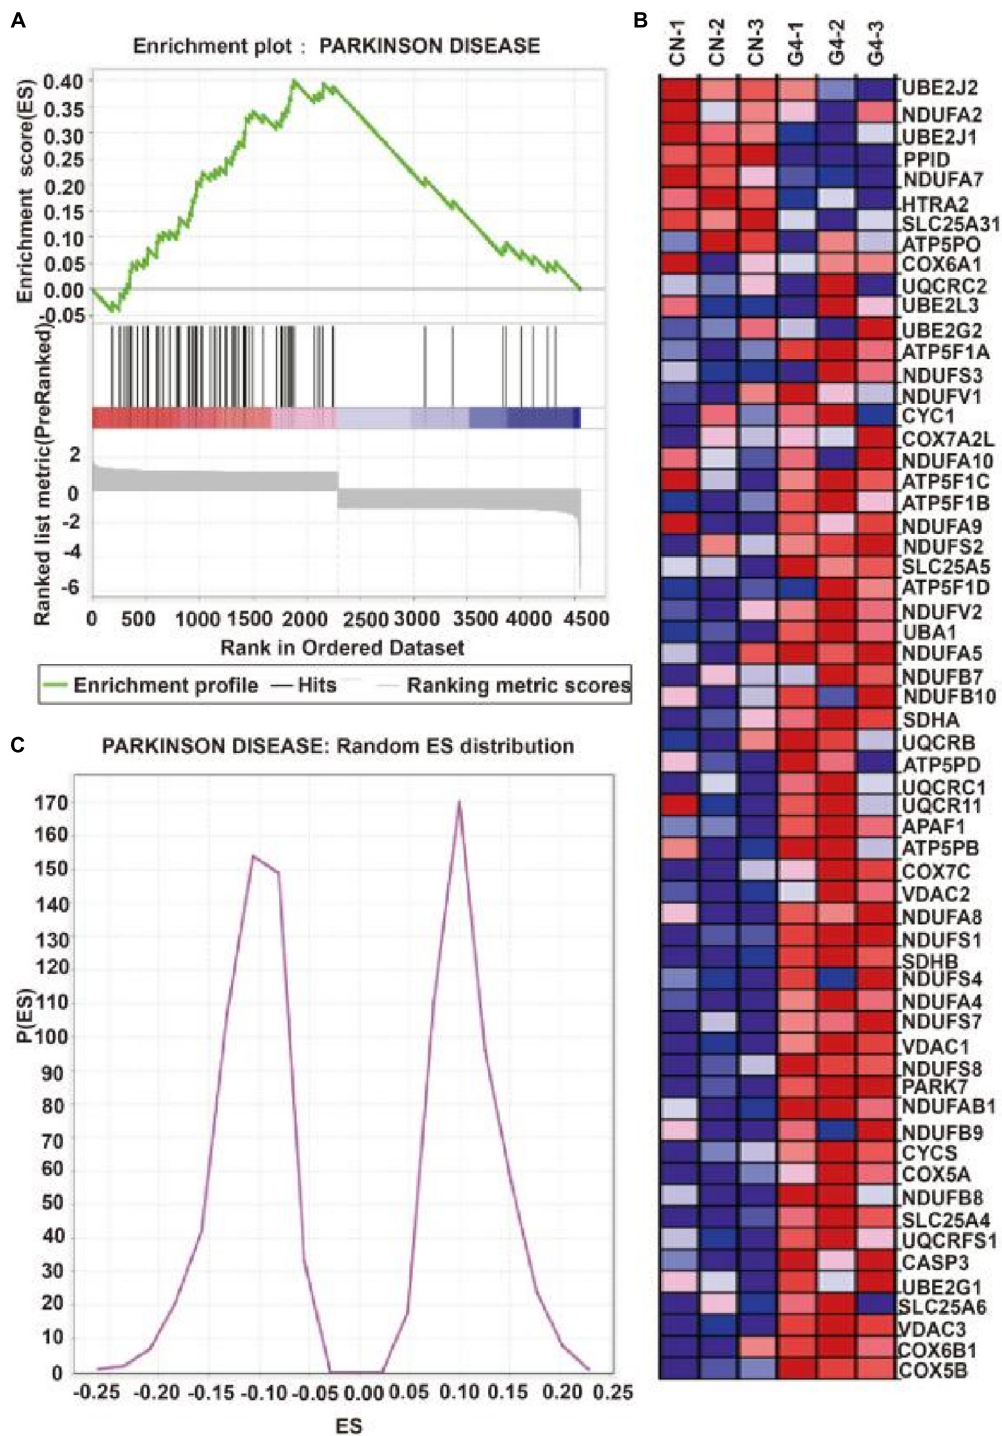 A
Enrichment plot : PARKINSON DISEASE
Enrichment score(ES)
0.40
0.35
0.30
0.25
0.20
0.15
0.10
0.05
0.00
-0.05
Ranked list metric(PreRanked)
2
0
-2
-4
-6
0 500 1000 1500 2000 2500 3000 3500 4000 4500
Rank in Ordered Dataset
Enrichment profile Hits Ranking metric scores
B
CN-1 CN-2 CN-3 G4-1 G4-2 G4-3
UBE2J2
NDUFA2
UBE2J1
PPID
NDUFA7
HTRA2
SLC25A31
ATP5PO
COX6A1
UQCRC2
UBE2L3
UBE2G2
ATP5F1A
NDUFS3
NDUFV1
CYC1
COX7A2L
NDUFA10
ATP5F1C
ATP5F1B
NDUFA9
NDUFS2
SLC25A5
ATP5F1D
NDUFV2
UBA1
NDUFA5
NDUFB7
NDUFB10
SDHA
UQCRB
ATP5PD
UQCRC1
UQCR11
APAF1
ATP5PB
COX7C
VDAC2
NDUFA8
NDUFS1
SDHB
NDUFS4
NDUFA4
NDUFS7
VDAC1
NDUFS8
PARK7
NDUFAB1
NDUFB9
CYCS
COX5A
NDUFB8
SLC25A4
UQCRFS1
CASP3
UBE2G1
SLC25A6
VDAC3
COX6B1
COX5B
C
PARKINSON DISEASE: Random ES distribution
P(ES)
170
160
150
140
130
120
110
100
90
80
70
60
50
40
30
20
10
0
-0.25 -0.20 -0.15 -0.10 -0.05 0.00 0.05 0.10 0.15 0.20 0.25
ES